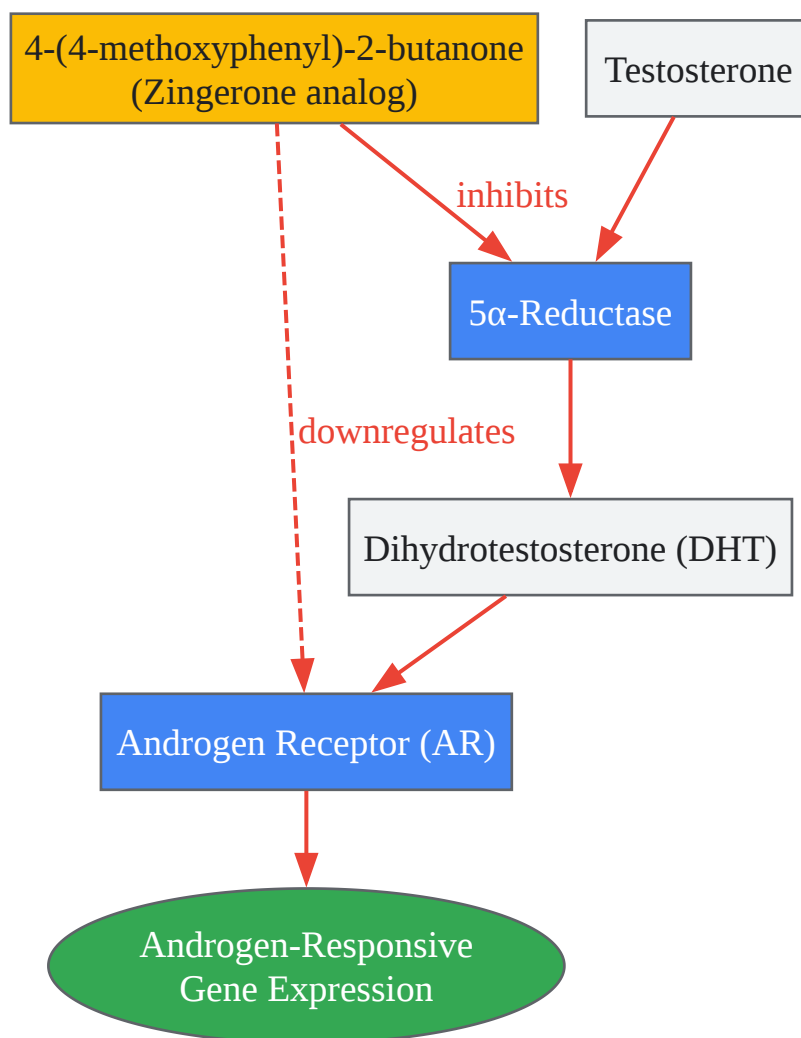 4-(4-methoxyphenyl)-2-butanone
(Zingerone analog)
Testosterone
inhibits
5α-Reductase
downregulates
Dihydrotestosterone (DHT)
Androgen Receptor (AR)
Androgen-Responsive
Gene Expression